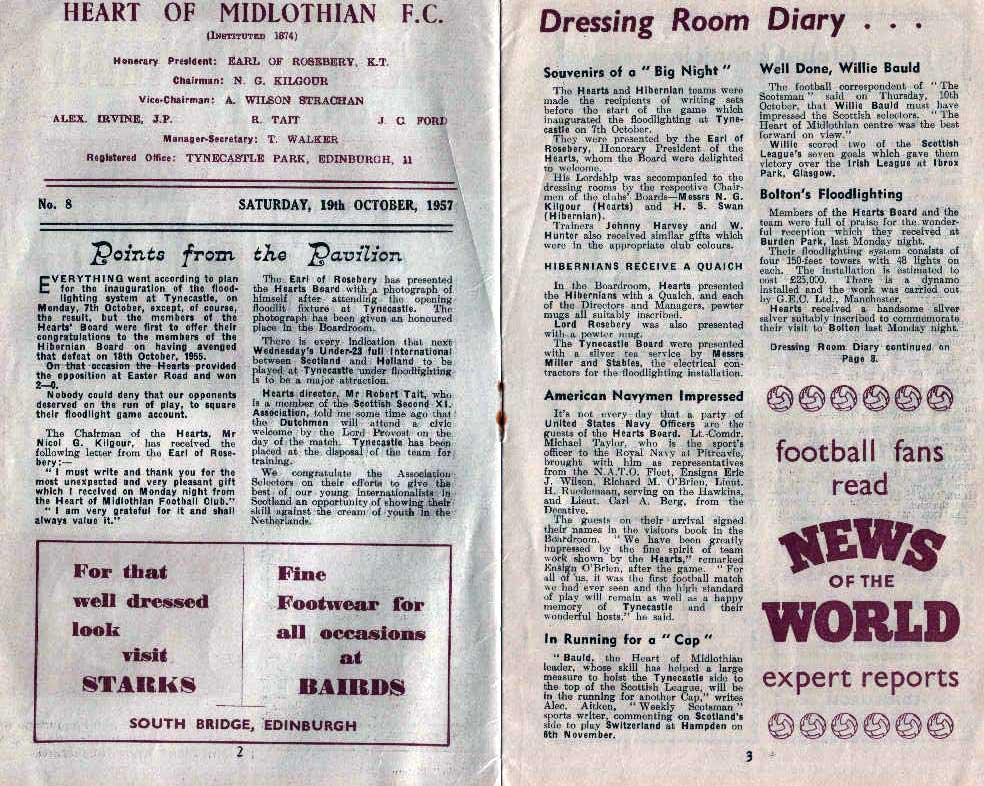 HEART OF MIDLOTHIAN F.C.
(INSTITUTED 1874)
Honorary President: EARL OF ROSEBERY, K.T.
Chairman: N. G. KILGOUR
Vice-Chairman: A. WILSON STRACHAN
ALEX. IRVINE, J.P. R. TAIT J. C. FORD
Manager-Secretary: T. WALKER
Registered Office: TYNECASTLE PARK, EDINBURGH, 11
No. 8 SATURDAY, 19th OCTOBER, 1957
Points from the Pavilion
EVERYTHING went according to plan
for the inauguration of the flood-
lighting system at Tynecastle, on
Monday, 7th October, except, of course,
the result, but the members of the
Hearts' Board were first to offer their
congratulations to the members of the
Hibernian Board on having avenged
that defeat on 18th October, 1955.
On that occasion the Hearts provided
the opposition at Easter Road and won
2—0.
Nobody could deny that our opponents
deserved on the run of play, to square
their floodlight game account.
The Chairman of the Hearts, Mr
Nicol G. Kilgour, has received the
following letter from the Earl of Rose-
bery:—
"I must write and thank you for the
most unexpected and very pleasant gift
which I received on Monday night from
the Heart of Midlothian Football Club."
"I am very grateful for it and shall
always value it."
The Earl of Rosebery has presented
the Hearts Board with a photograph of
himself after attending the opening
floodlit fixture at Tynecastle. The
photograph has been given an honoured
place in the Boardroom.
There is every indication that next
Wednesday's Under-23 full International
between Scotland and Holland to be
played at Tynecastle under floodlighting
is to be a major attraction.
Hearts director, Mr Robert Tait, who
is a member of the Scottish Second XI.
Association, told me some time ago that
the Dutchmen will attend a civic
welcome by the Lord Provost on the
day of the match. Tynecastle has been
placed at the disposal of the team for
training.
We congratulate the Association
Selectors on their efforts to give the
best of our young Internationalists in
Scotland an opportunity of showing their
skill against the cream of youth in the
Netherlands.
For that
well dressed
look
visit
STARKS
Fine
Footwear for
all occasions
at
BAIRDS
SOUTH BRIDGE, EDINBURGH
2
Dressing Room Diary . . .
Souvenirs of a "Big Night"
The Hearts and Hibernian teams were
made the recipients of writing sets
before the start of the game which
inaugurated the floodlighting at Tyne-
castle on 7th October.
They were presented by the Earl of
Rosebery, Honorary President of the
Hearts, whom the Board were delighted
to welcome.
His Lordship was accompanied to the
dressing rooms by the respective Chair-
men of the clubs' Boards—Messrs N. G.
Kilgour (Hearts) and H. S. Swan
(Hibernian).
Trainers Johnny Harvey and W.
Hunter also received similar gifts which
were in the appropriate club colours.
HIBERNIANS RECEIVE A QUAICH
In the Boardroom, Hearts presented
the Hibernians with a Quaich, and each
of the Directors and Managers, pewter
mugs all suitably inscribed.
Lord Rosebery was also presented
with a pewter mug.
The Tynecastle Board were presented
with a silver tea service by Messrs
Miller and Stables, the electrical con-
tractors for the floodlighting installation.
American Navymen Impressed
It's not every day that a party of
United States Navy Officers are the
guests of the Hearts Board. Lt.-Comdr.
Michael Taylor, who is the sport's
officer to the Royal Navy at Pitreavie,
brought with him as representatives
from the N.A.T.O. Fleet, Ensigns Eric
J. Wilson, Richard M. O'Brien, Lieut.
H. Ruedsmann, serving on the Hawkins,
and Lieut. Carl A. Berg, from the
Decative.
The guests on their arrival signed
their names in the visitors book in the
Boardroom. "We have been greatly
impressed by the fine spirit of team
work shown by the Hearts," remarked
Ensign O'Brien, after the game. "For
all of us, it was the first football match
we had ever seen and the high standard
of play will remain as well as a happy
memory of Tynecastle and their
wonderful hosts," he said.
In Running for a "Cap"
"Bauld, the Heart of Midlothian
leader, whose skill has helped a large
measure to hoist the Tynecastle side to
the top of the Scottish League, will be
in the running for another Cap," writes
Alec. Aitken, "Weekly Scotsman"
sports writer, commenting on Scotland's
side to play Switzerland at Hampden on
6th November.
Well Done, Willie Bauld
The football correspondent of "The
Scotsman" said on Thursday, 10th
October, that Willie Bauld must have
impressed the Scottish selectors. "The
Heart of Midlothian centre was the best
forward on view."
Willie scored two of the Scottish
League's seven goals which gave them
victory over the Irish League at Ibrox
Park, Glasgow.
Bolton's Floodlighting
Members of the Hearts Board and the
team were full of praise for the wonder-
ful reception which they received at
Burden Park, last Monday night.
Their floodlighting system consists of
four 150-feet towers with 48 lights on
each. The installation is estimated to
cost £25,000. There is a dynamo
installed and the work was carried out
by G.E.C. Ltd., Manchester.
Hearts received a handsome silver
salver suitably inscribed to commemorate
their visit to Bolton last Monday night.
Dressing Room Diary continued on
Page 8.
football fans
read
NEWS
OF THE
WORLD
expert reports
3